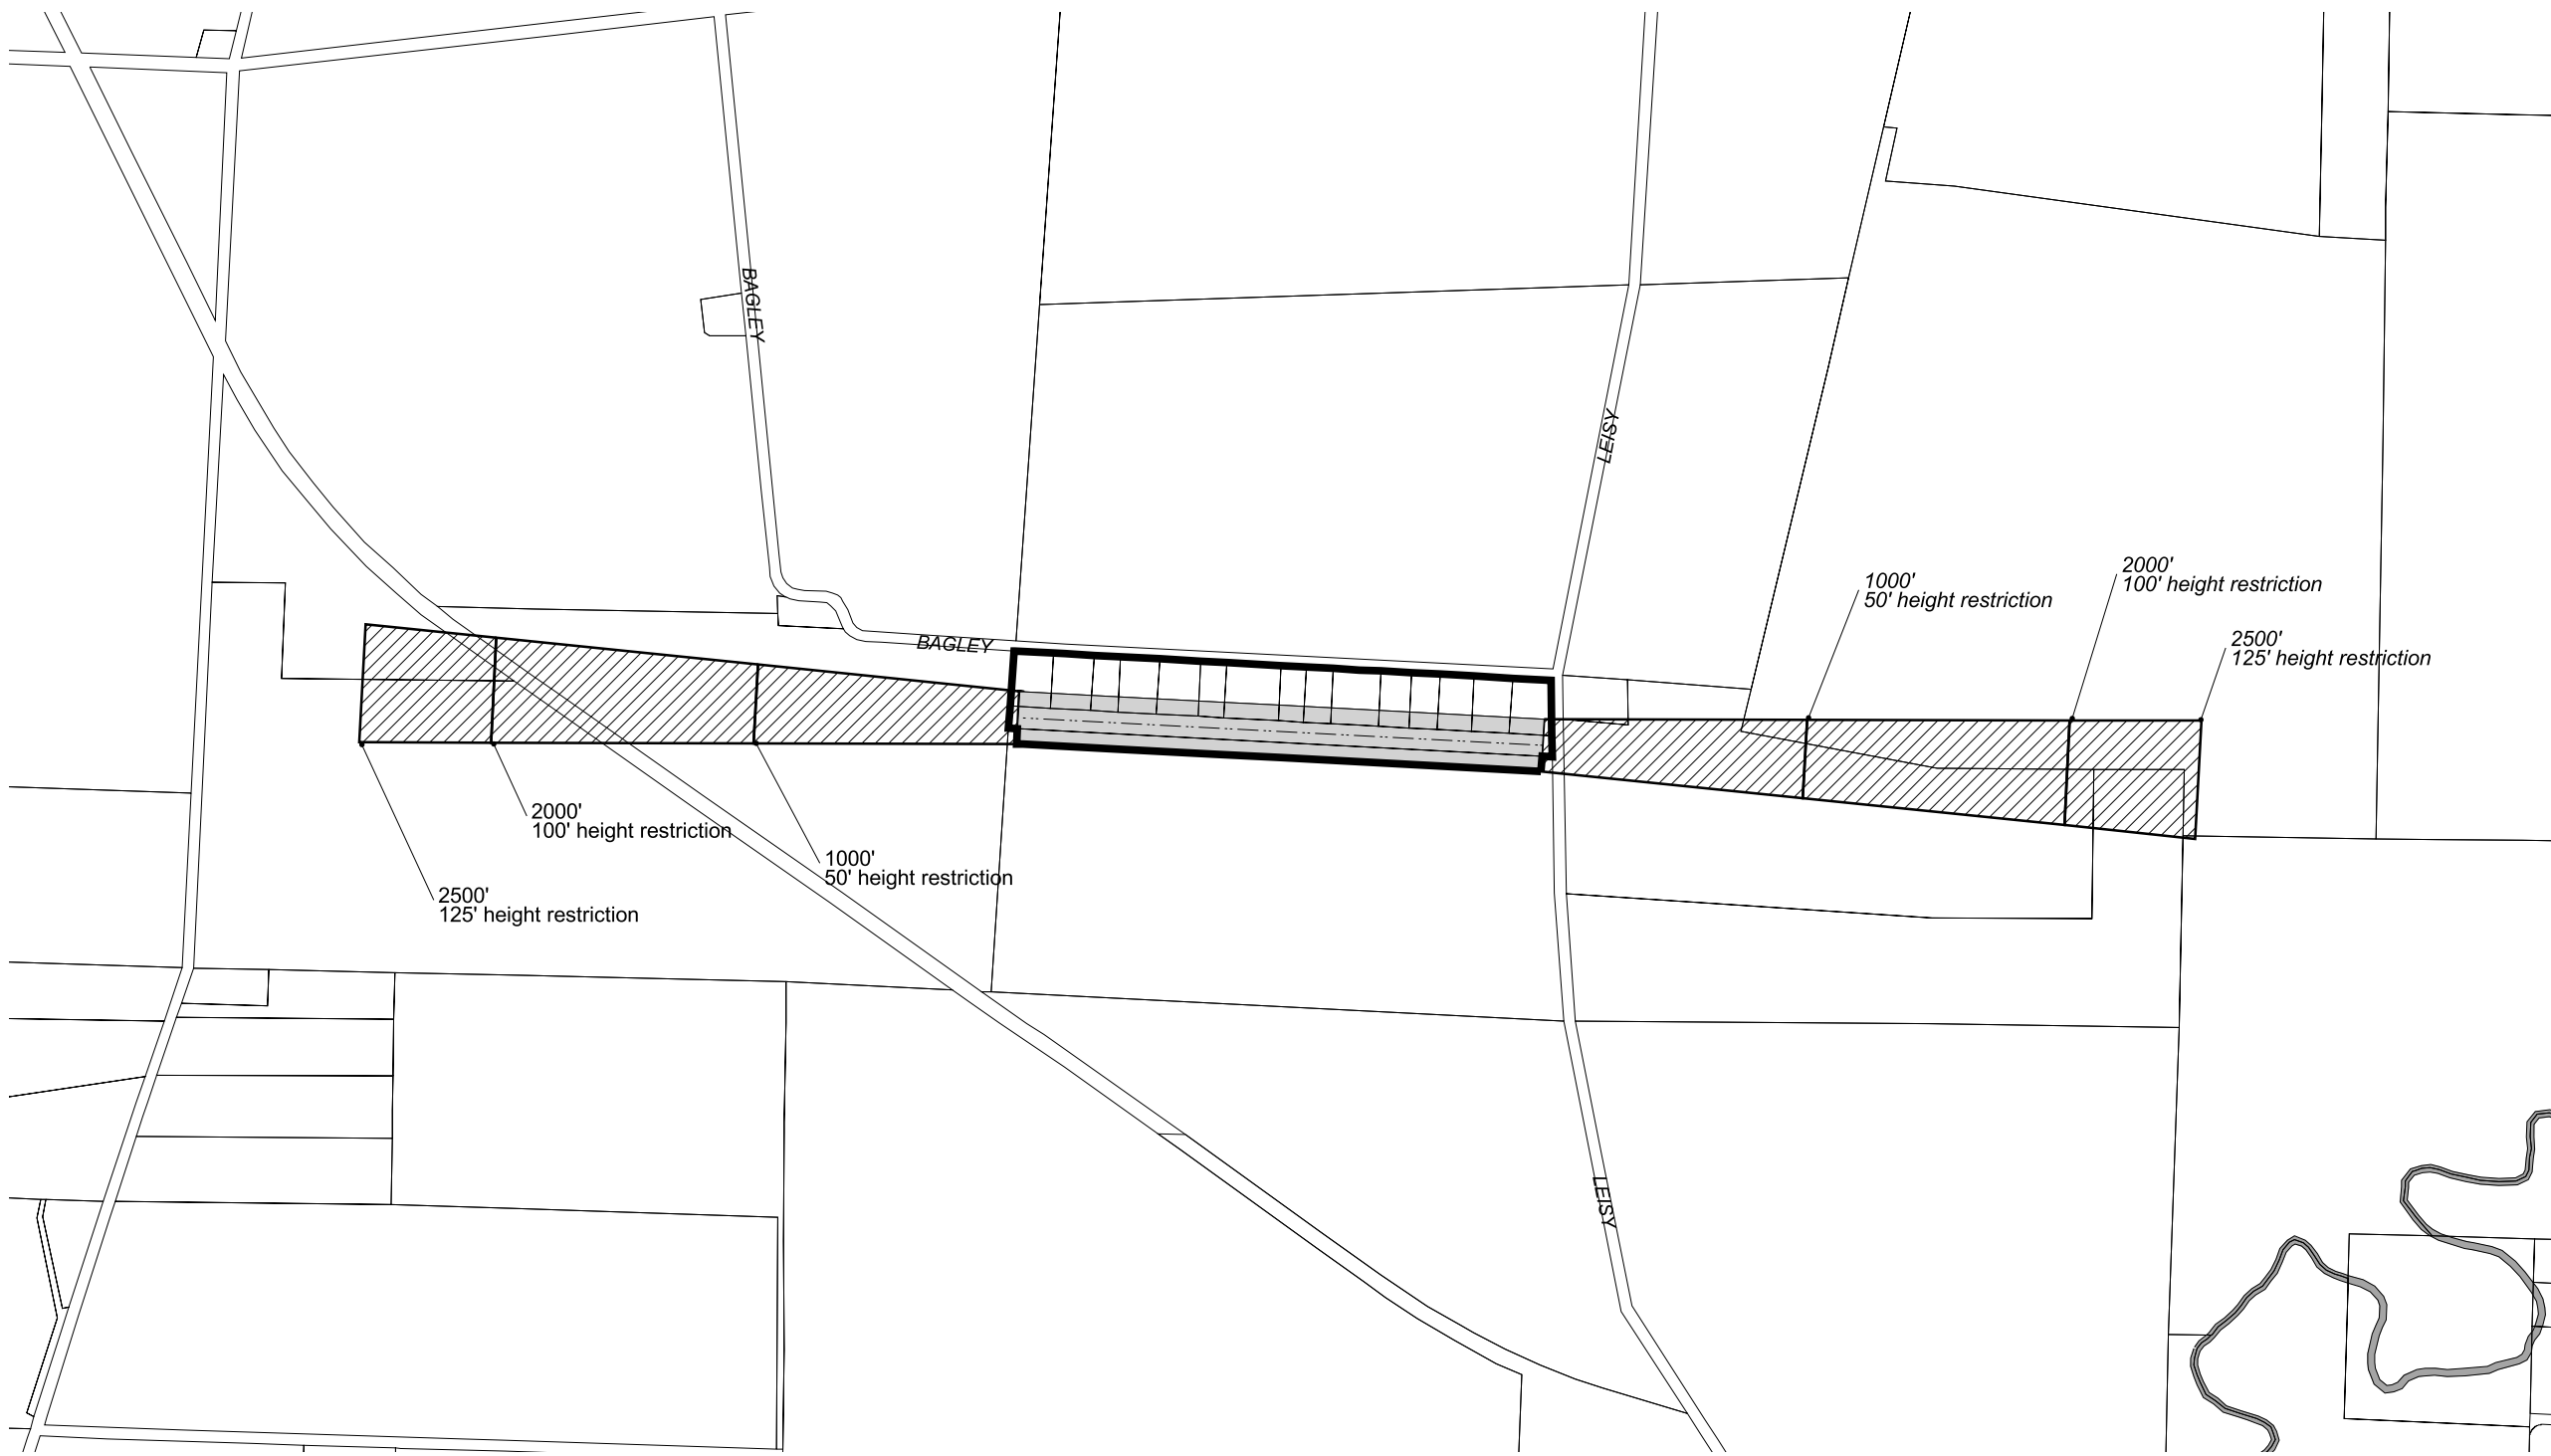 BAGLEY
LEISY
2000'
100' height restriction
1000'
50' height restriction
2500'
125' height restriction
BAGLEY
2000'
100' height restriction
1000'
50' height restriction
2500'
125' height restriction
LEISY